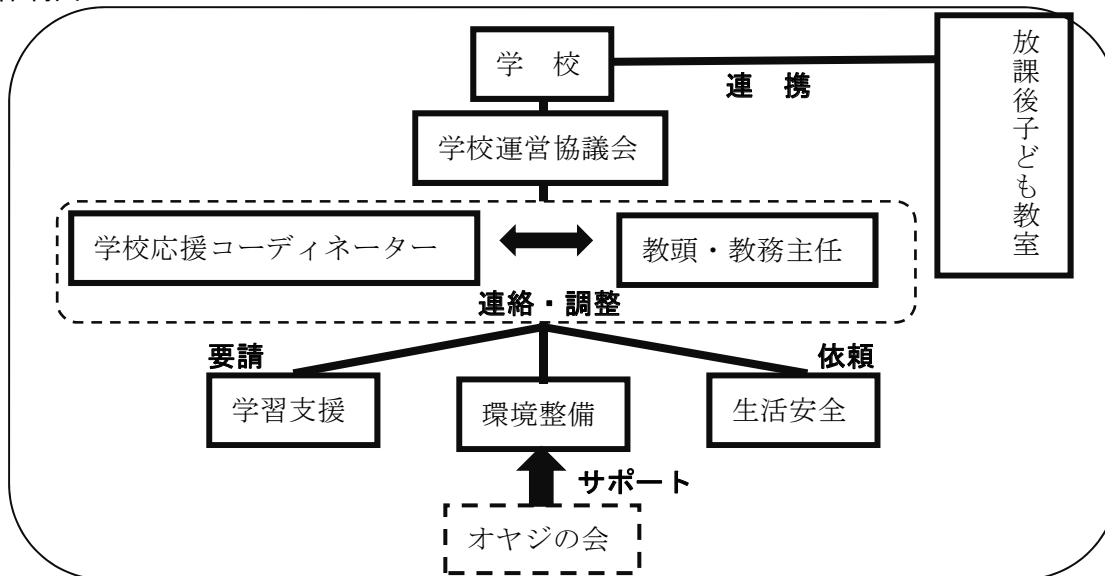 学 校
連 携
放課後子ども教室
学校運営協議会
学校応援コーディネーター
教頭・教務主任
連絡・調整
要請
依頼
学習支援
環境整備
生活安全
サポート
オヤジの会